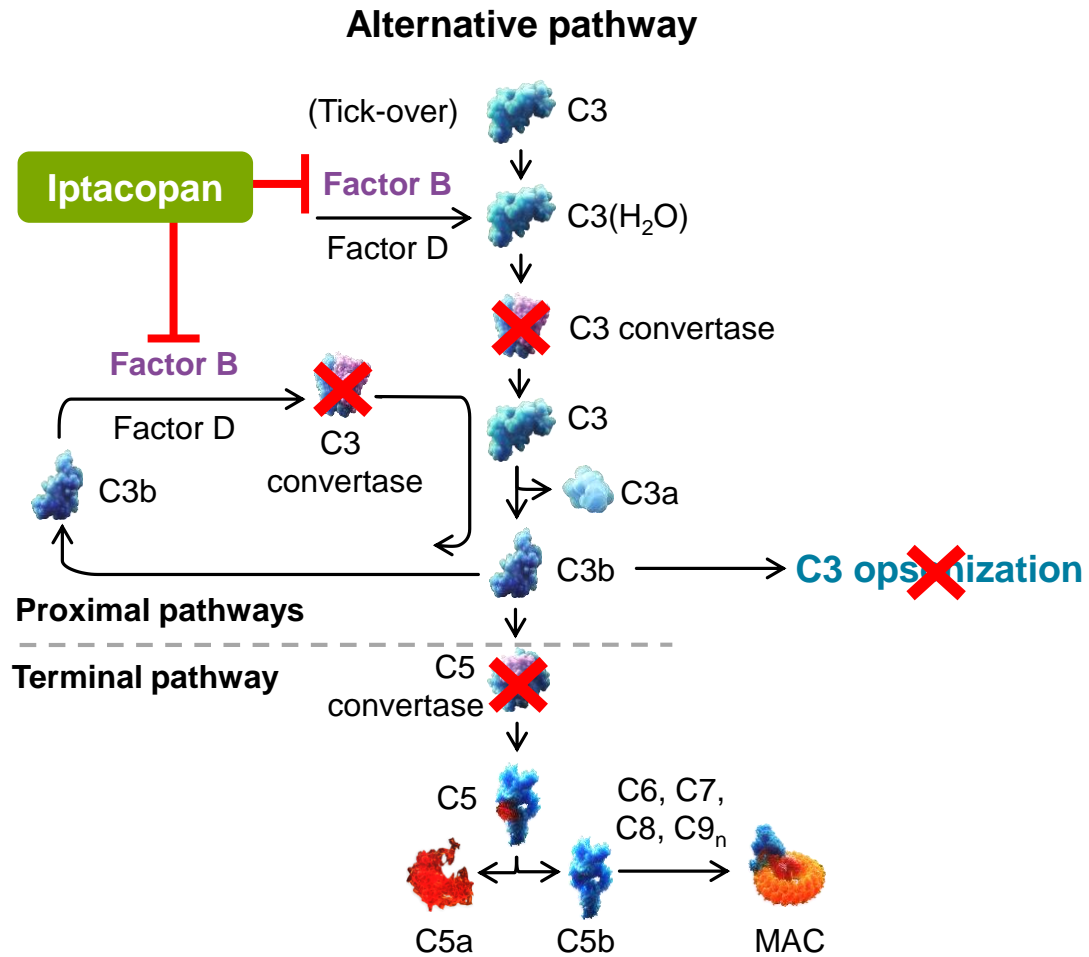 Alternative pathway
(Tick-over)
C3
Iptacopan
Factor B
Factor D
C3(H₂O)
C3 convertase
Factor B
Factor D
C3
convertase
C3b
C3
C3a
C3b
C3 opsonization
Proximal pathways
Terminal pathway
C5
convertase
C5
C6, C7,
C8, C9ₙ
C5a
C5b
MAC